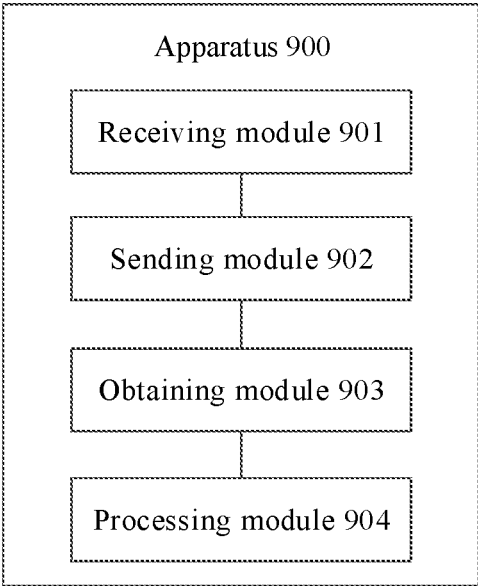 Apparatus 900
Receiving module 901
Sending module 902
Obtaining module 903
Processing module 904